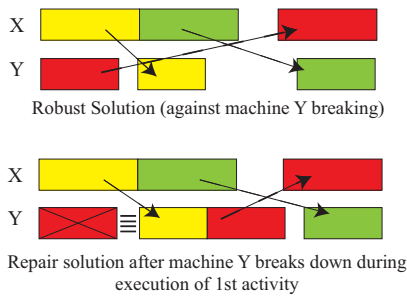 X
Y
Robust Solution (against machine Y breaking)
X
Y
Repair solution after machine Y breaks down during
execution of 1st activity